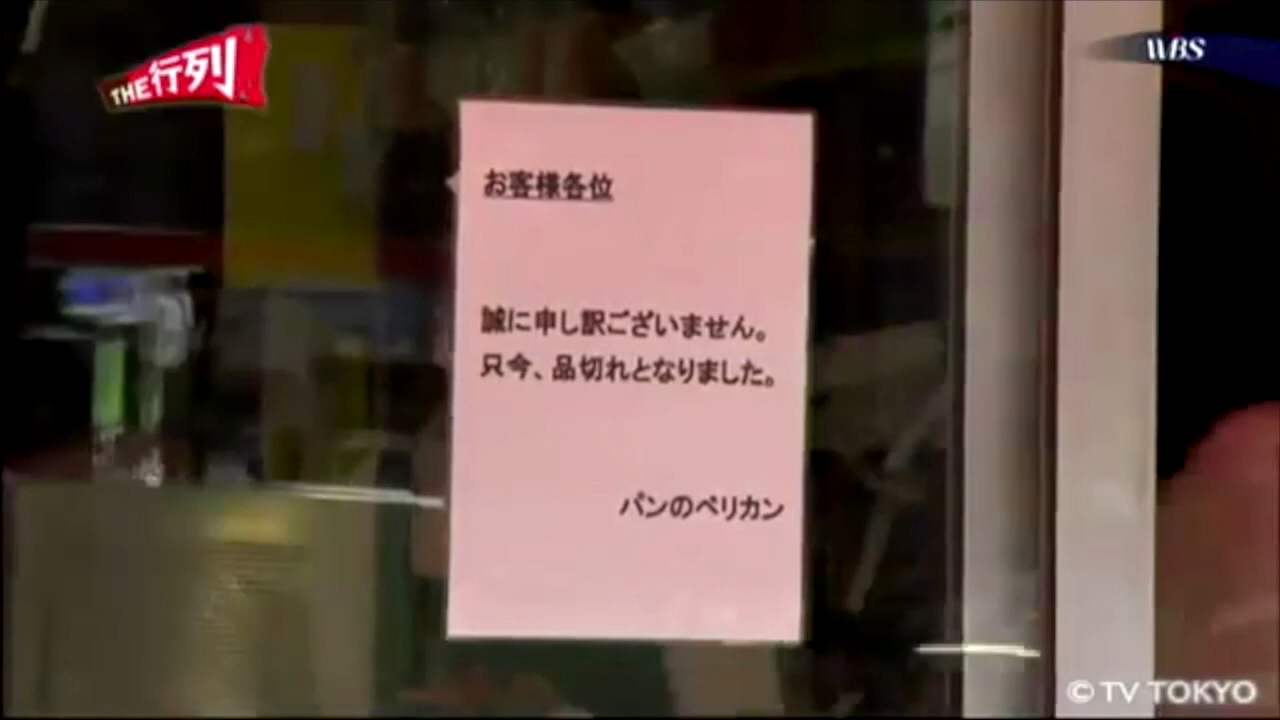 THE行列
WBS
お客様各位
誠に申し訳ございません。
只今、品切れとなりました。
パンのペリカン
© TV TOKYO